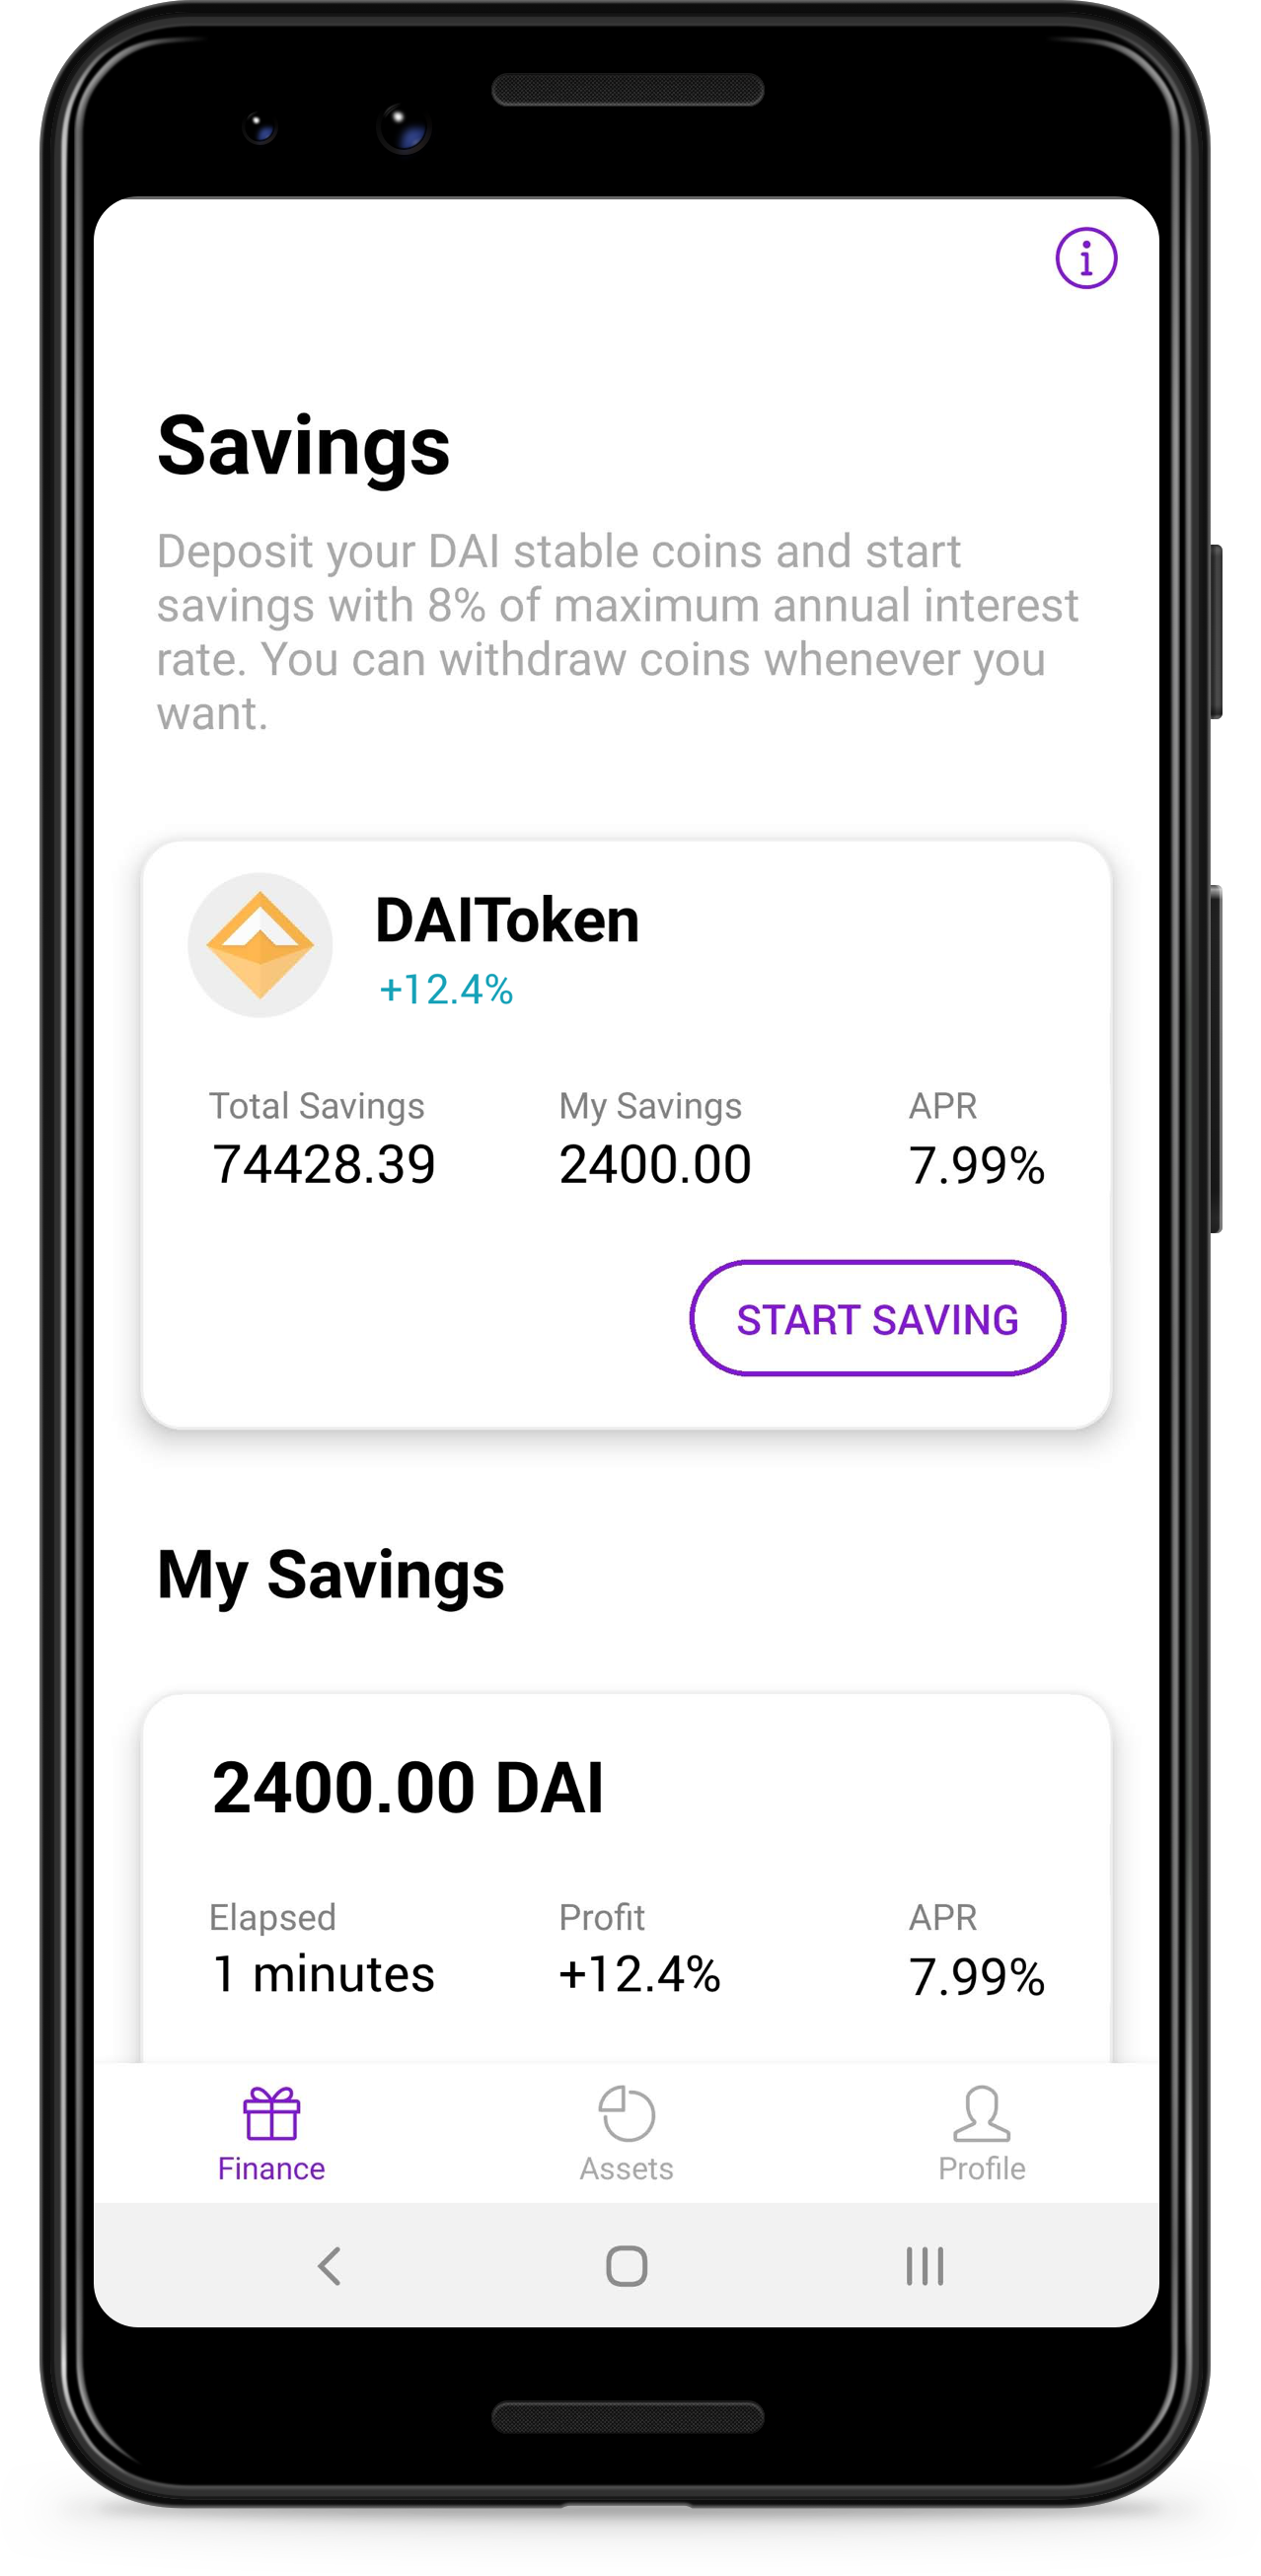 Savings
Deposit your DAI stable coins and start
savings with 8% of maximum annual interest
rate. You can withdraw coins whenever you
want.
DAIToken
+12.4%
Total Savings My Savings APR
74428.39 2400.00 7.99%
START SAVING
My Savings
2400.00 DAI
Elapsed Profit APR
1 minutes +12.4% 7.99%
Finance Assets Profile